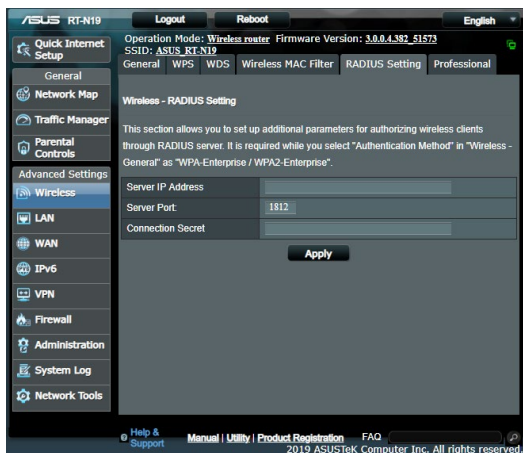 ASUS RT-N19 Logout Reboot English
Quick Internet Setup
Operation Mode: Wireless router Firmware Version: 3.0.0.4.382_51573
SSID: ASUS_RT-N19
General WPS WDS Wireless MAC Filter RADIUS Setting Professional
General
Network Map
Traffic Manager
Parental Controls
Advanced Settings
Wireless
LAN
WAN
IPv6
VPN
Firewall
Administration
System Log
Network Tools
Wireless - RADIUS Setting
This section allows you to set up additional parameters for authorizing wireless clients
through RADIUS server. It is required while you select "Authentication Method" in "Wireless -
General" as "WPA-Enterprise / WPA2-Enterprise".
Server IP Address
Server Port: 1812
Connection Secret
Apply
Help & Support Manual | Utility | Product Registration FAQ
2019 ASUSTeK Computer Inc. All rights reserved.